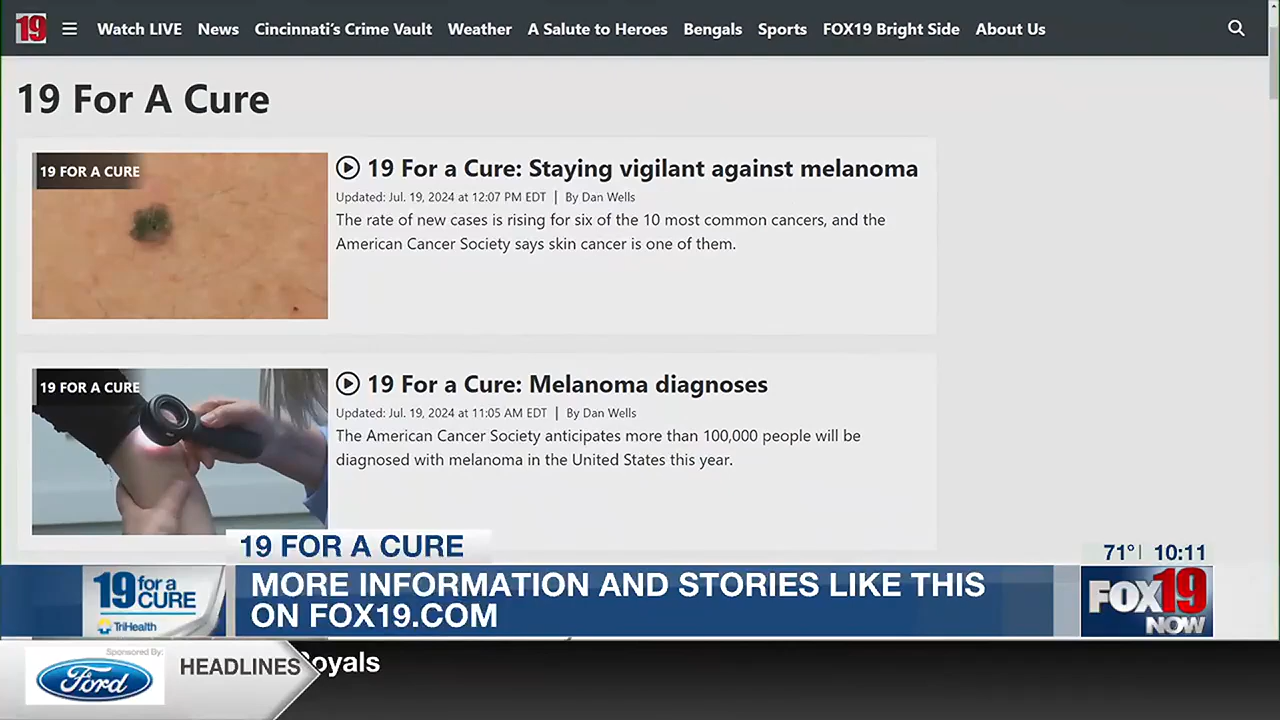 19 ☰ Watch LIVE News Cincinnati's Crime Vault Weather A Salute to Heroes Bengals Sports FOX19 Bright Side About Us
19 For A Cure
19 FOR A CURE
19 For a Cure: Staying vigilant against melanoma
Updated: Jul. 19, 2024 at 12:07 PM EDT | By Dan Wells
The rate of new cases is rising for six of the 10 most common cancers, and the
American Cancer Society says skin cancer is one of them.
19 FOR A CURE
19 For a Cure: Melanoma diagnoses
Updated: Jul. 19, 2024 at 11:05 AM EDT | By Dan Wells
The American Cancer Society anticipates more than 100,000 people will be
diagnosed with melanoma in the United States this year.
19 FOR A CURE
71° 10:11
19 for a CURE
TriHealth
MORE INFORMATION AND STORIES LIKE THIS
ON FOX19.COM
FOX19
NOW
Sponsored By:
Ford
HEADLINES
oyals